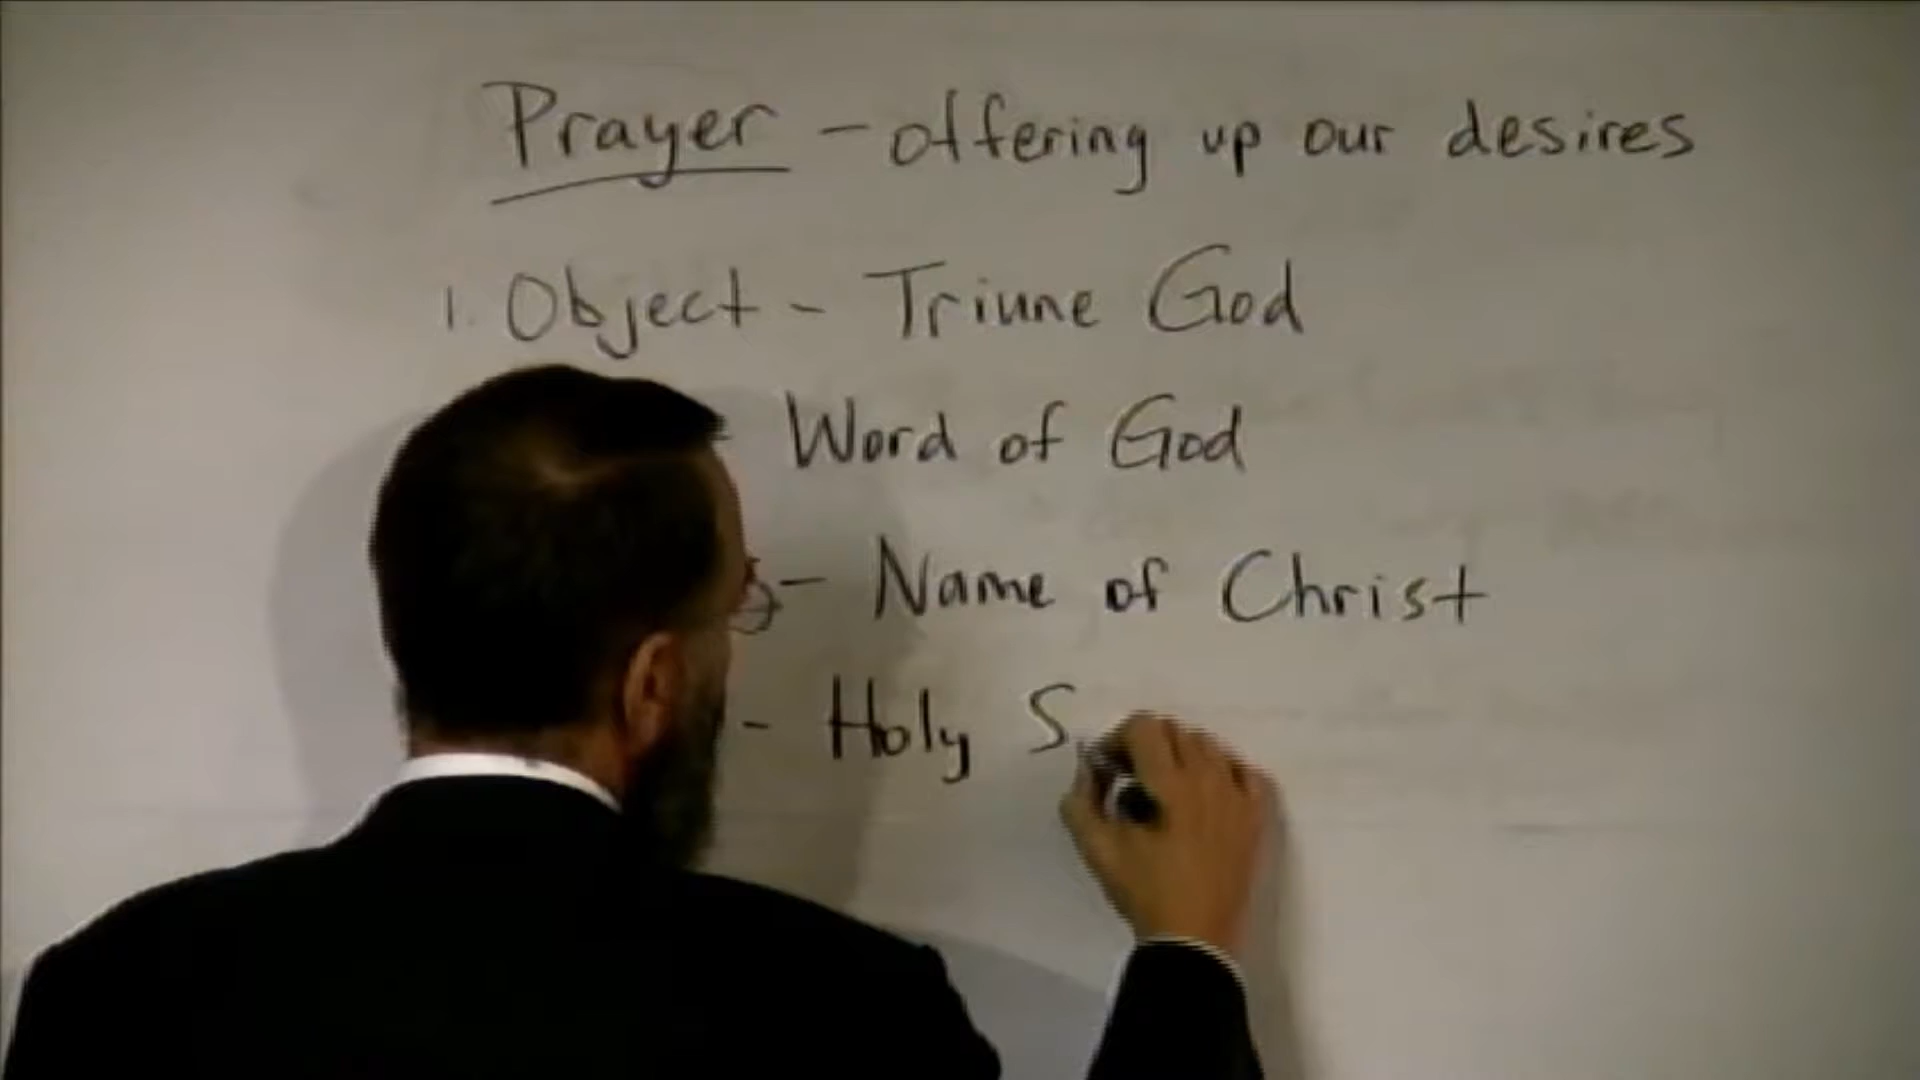 Prayer - offering up our desires
1. Object - Triune God
Word of God
- Name of Christ
- Holy S